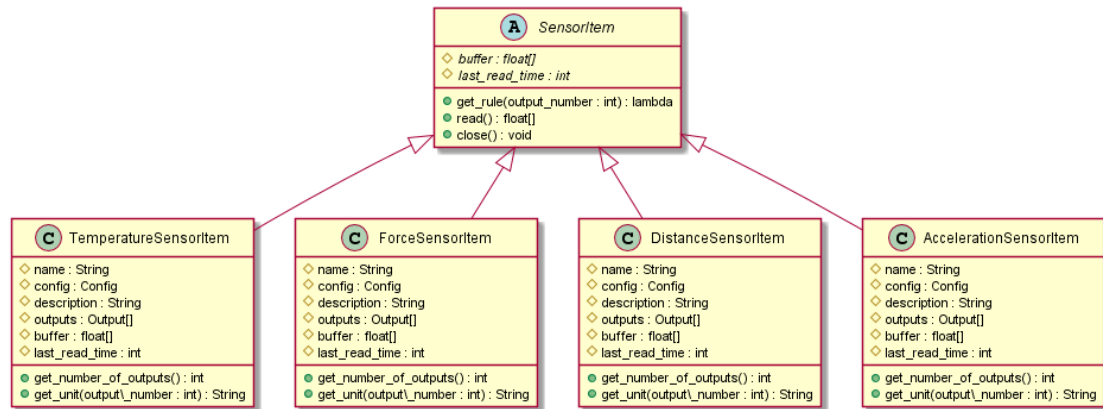 A SensorItem
buffer : float[]
last_read_time : int
get_rule(output_number : int) : lambda
read() : float[]
close() : void
C TemperatureSensorItem
name : String
config : Config
description : String
outputs : Output[]
buffer : float[]
last_read_time : int
get_number_of_outputs() : int
get_unit(output\_number : int) : String
C ForceSensorItem
name : String
config : Config
description : String
outputs : Output[]
buffer : float[]
last_read_time : int
get_number_of_outputs() : int
get_unit(output\_number : int) : String
C DistanceSensorItem
name : String
config : Config
description : String
outputs : Output[]
buffer : float[]
last_read_time : int
get_number_of_outputs() : int
get_unit(output\_number : int) : String
C AccelerationSensorItem
name : String
config : Config
description : String
outputs : Output[]
buffer : float[]
last_read_time : int
get_number_of_outputs() : int
get_unit(output\_number : int) : String